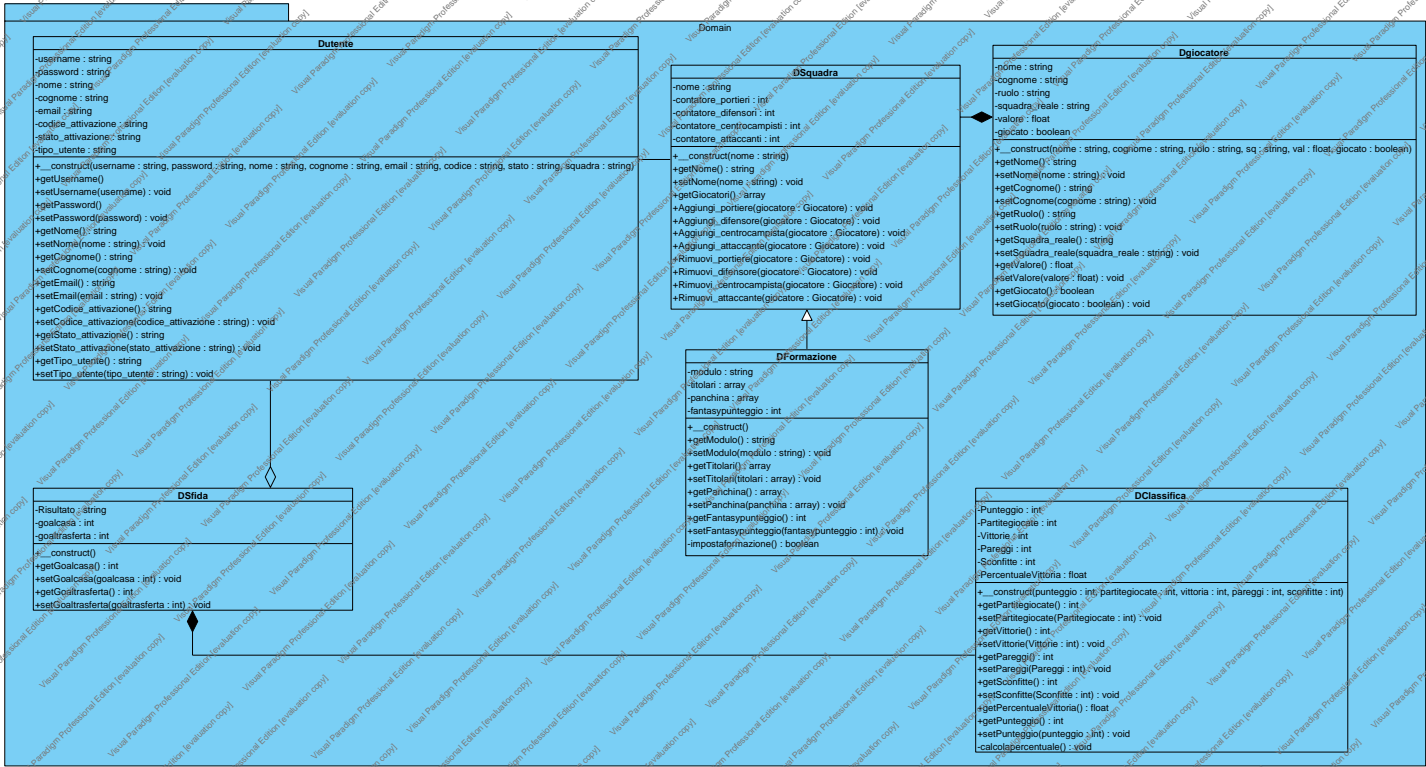 Domain
Dutente
-username : string
-password : string
-nome : string
-cognome : string
-email : string
-codice_attivazione : string
-stato_attivazione : string
-tipo_utente : string
+__construct(username : string, password : string, nome : string, cognome : string, email : string, codice : string, stato : string, squadra : string)
+getUsername()
+setUsername(username) : void
+getPassword()
+setPassword(password) : void
+getNome() : string
+setNome(nome : string) : void
+getCognome() : string
+setCognome(cognome : string) : void
+getEmail() : string
+setEmail(email : string) : void
+getCodice_attivazione() : string
+setCodice_attivazione(codice_attivazione : string) : void
+getStato_attivazione() : string
+setStato_attivazione(stato_attivazione : string) : void
+getTipo_utente() : string
+setTipo_utente(tipo_utente : string) : void
DSquadra
-nome : string
-contatore_portieri : int
-contatore_difensori : int
-contatore_centrocampisti : int
-contatore_attaccanti : int
+__construct(nome : string)
+getNome() : string
+setNome(nome : string) : void
+getGiocatori() : array
+Aggiungi_portiere(giocatore : Giocatore) : void
+Aggiungi_difensore(giocatore : Giocatore) : void
+Aggiungi_centrocampista(giocatore : Giocatore) : void
+Aggiungi_attaccante(giocatore : Giocatore) : void
+Rimuovi_portiere(giocatore : Giocatore) : void
+Rimuovi_difensore(giocatore : Giocatore) : void
+Rimuovi_centrocampista(giocatore : Giocatore) : void
+Rimuovi_attaccante(giocatore : Giocatore) : void
Dgiocatore
-nome : string
-cognome : string
-ruolo : string
-squadra_reale : string
-valore : float
-giocato : boolean
+__construct(nome : string, cognome : string, ruolo : string, sq : string, val : float, giocato : boolean)
+getNome() : string
+setNome(nome : string) : void
+getCognome() : string
+setCognome(cognome : string) : void
+getRuolo() : string
+setRuolo(ruolo : string) : void
+getSquadra_reale() : string
+setSquadra_reale(squadra_reale : string) : void
+getValore() : float
+setValore(valore : float) : void
+getGiocato() : boolean
+setGiocato(giocato : boolean) : void
DFormazione
-modulo : string
-titolari : array
-panchina : array
-fantasypunteggio : int
+__construct()
+getModulo() : string
+setModulo(modulo : string) : void
+getTitolari() : array
+setTitolari(titolari : array) : void
+getPanchina() : array
+setPanchina(panchina : array) : void
+getFantasypunteggio() : int
+setFantasypunteggio(fantasypunteggio : int) : void
-impostaformazione() : boolean
DSfida
-Risultato : string
-goalcasa : int
-goaltrasferta : int
+__construct()
+getGoalcasa() : int
+setGoalcasa(goalcasa : int) : void
+getGoaltrasferta() : int
+setGoaltrasferta(goaltrasferta : int) : void
DClassifica
-Punteggio : int
-Partitegiocate : int
-Vittorie : int
-Pareggi : int
-Sconfitte : int
-PercentualeVittoria : float
+__construct(punteggio : int, partitegiocate : int, vittoria : int, pareggi : int, sconfitte : int)
+getPartitegiocate() : int
+setPartitegiocate(Partitegiocate : int) : void
+getVittorie() : int
+setVittorie(Vittorie : int) : void
+getPareggi() : int
+setPareggi(Pareggi : int) : void
+getSconfitte() : int
+setSconfitte(Sconfitte : int) : void
+getPercentualeVittoria() : float
+getPunteggio() : int
+setPunteggio(punteggio : int) : void
-calcolapercentuale() : void
Visual Paradigm Professional Edition [evaluation copy]